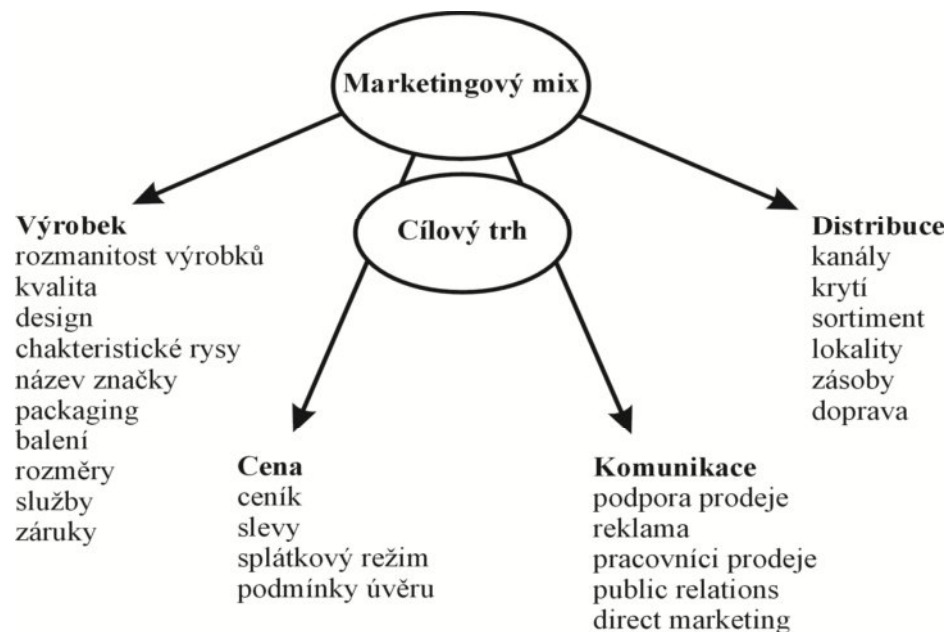 Marketingový mix
Cílový trh
Výrobek
rozmanitost výrobků
kvalita
design
chakteristické rysy
název značky
packaging
balení
rozměry
služby
záruky
Cena
ceník
slevy
splátkový režim
podmínky úvěru
Komunikace
podpora prodeje
reklama
pracovníci prodeje
public relations
direct marketing
Distribuce
kanály
krytí
sortiment
lokality
zásoby
doprava